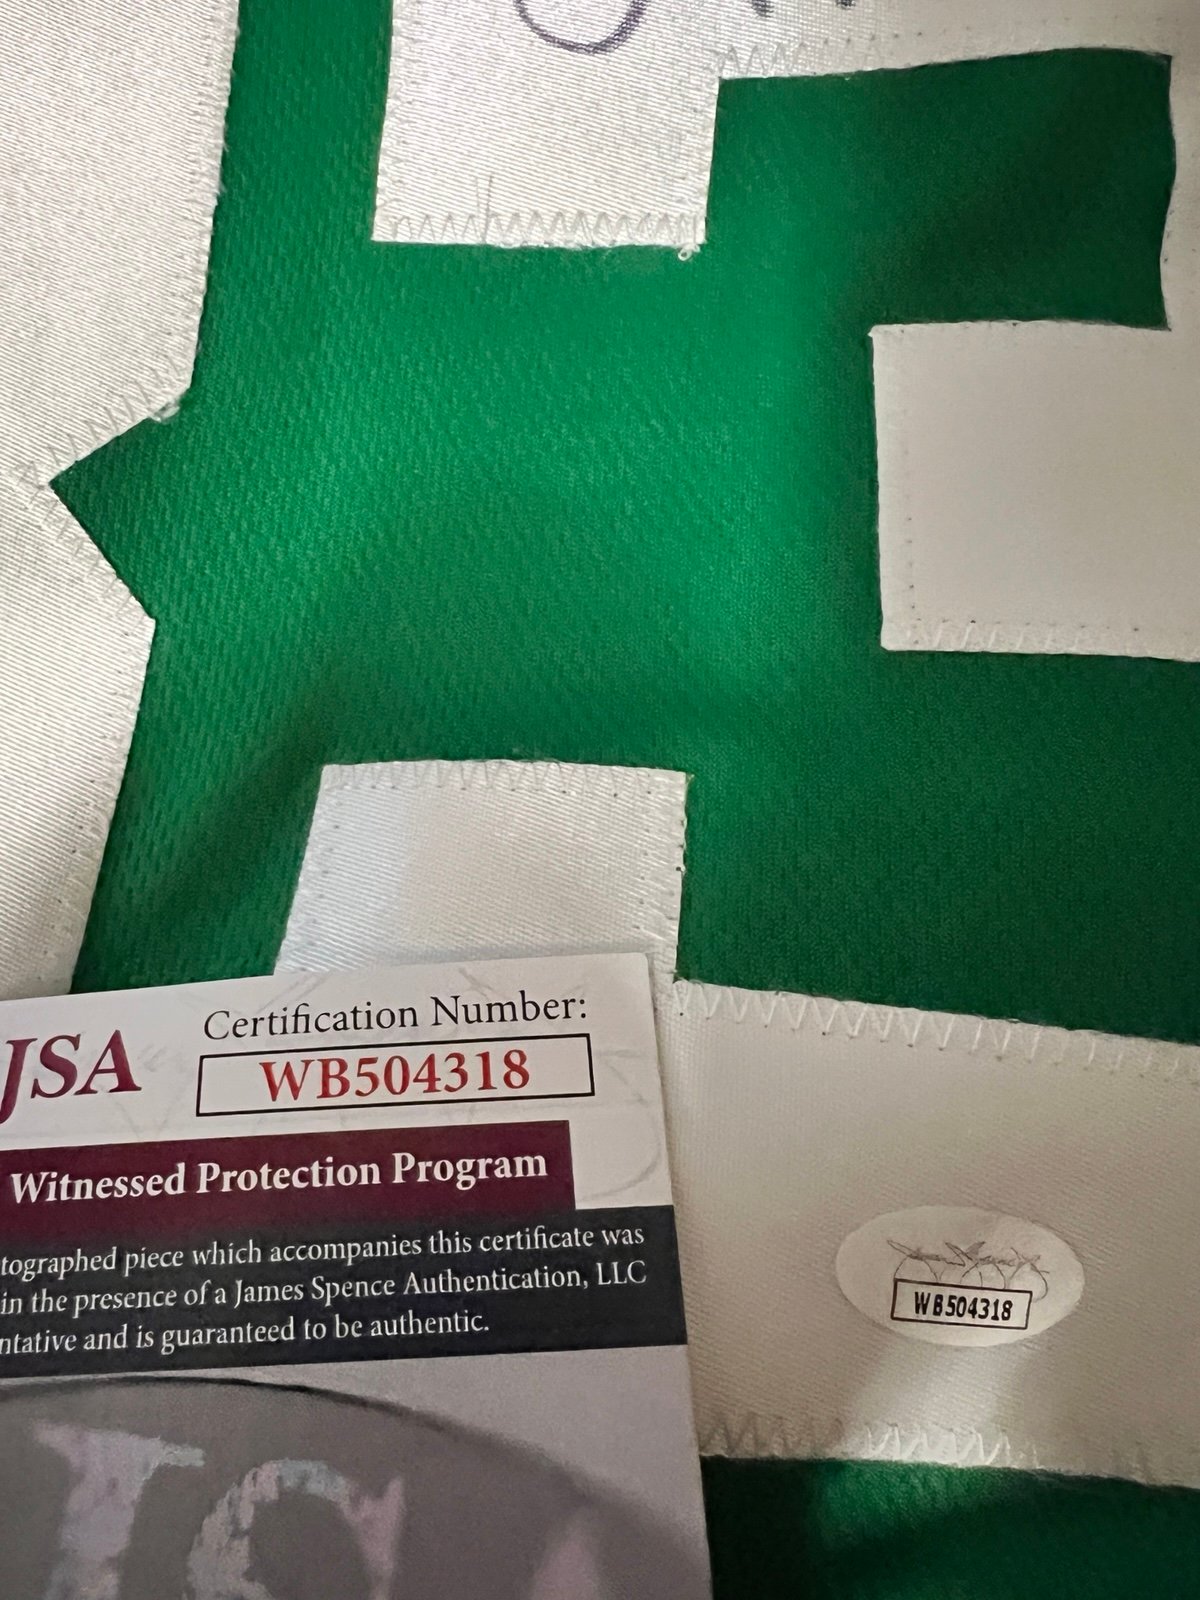 JSA
Certification Number:
WB504318
Witnessed Protection Program
tographed piece which accompanies this certificate was
in the presence of a James Spence Authentication, LLC
ntative and is guaranteed to be authentic.
WB504318